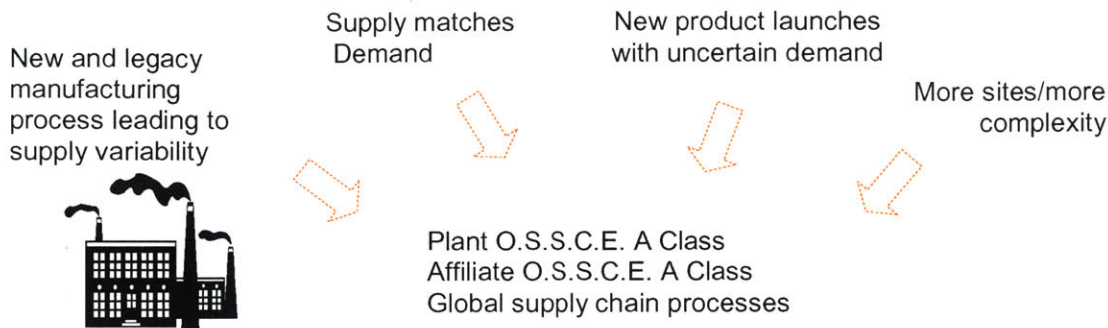 New and legacy
manufacturing
process leading to
supply variability
Supply matches
Demand
New product launches
with uncertain demand
More sites/more
complexity
Plant O.S.S.C.E. A Class
Affiliate O.S.S.C.E. A Class
Global supply chain processes